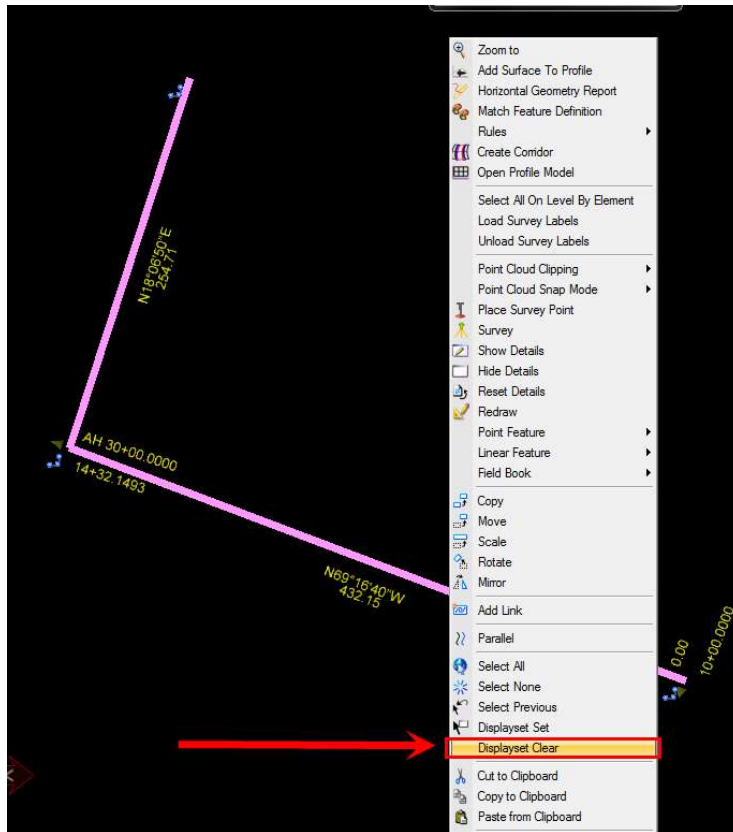 Zoom to
Add Surface To Profile
Horizontal Geometry Report
Match Feature Definition
Rules
Create Corridor
Open Profile Model
Select All On Level By Element
Load Survey Labels
Unload Survey Labels
Point Cloud Clipping
Point Cloud Snap Mode
Place Survey Point
Survey
Show Details
Hide Details
Reset Details
Redraw
Point Feature
Linear Feature
Field Book
Copy
Move
Scale
Rotate
Mirror
Add Link
Parallel
Select All
Select None
Select Previous
Displayset Set
Displayset Clear
Cut to Clipboard
Copy to Clipboard
Paste from Clipboard
N18°06'50"E
254.71
AH 30+00.0000
14+32.1493
N69°16'40"W
432.15
0.00
10+00.0000